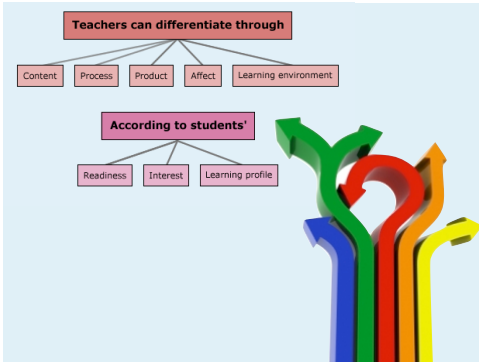 Teachers can differentiate through
Content Process Product Affect Learning environment
According to students'
Readiness Interest Learning profile